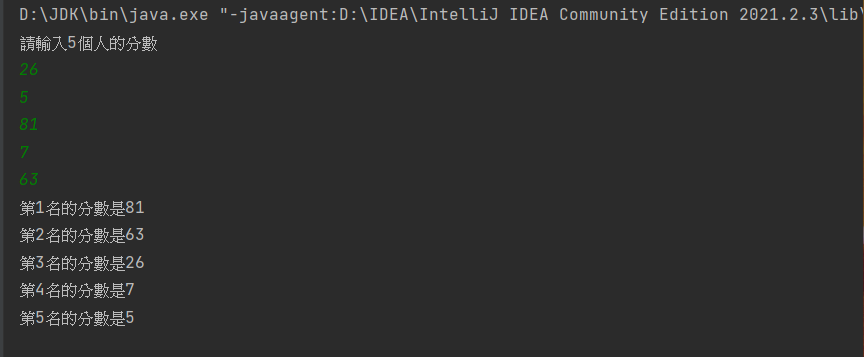 D:\JDK\bin\java.exe "-javaagent:D:\IDEA\IntelliJ IDEA Community Edition 2021.2.3\lib\
請輸入5個人的分數
26
5
81
7
63
第1名的分數是81
第2名的分數是63
第3名的分數是26
第4名的分數是7
第5名的分數是5